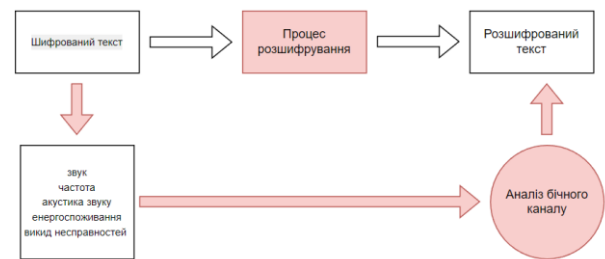 Шифрований текст
Процес
розшифрування
Розшифрований
текст
звук
частота
акустика звуку
енергоспоживання
викид несправностей
Аналіз бічного
каналу